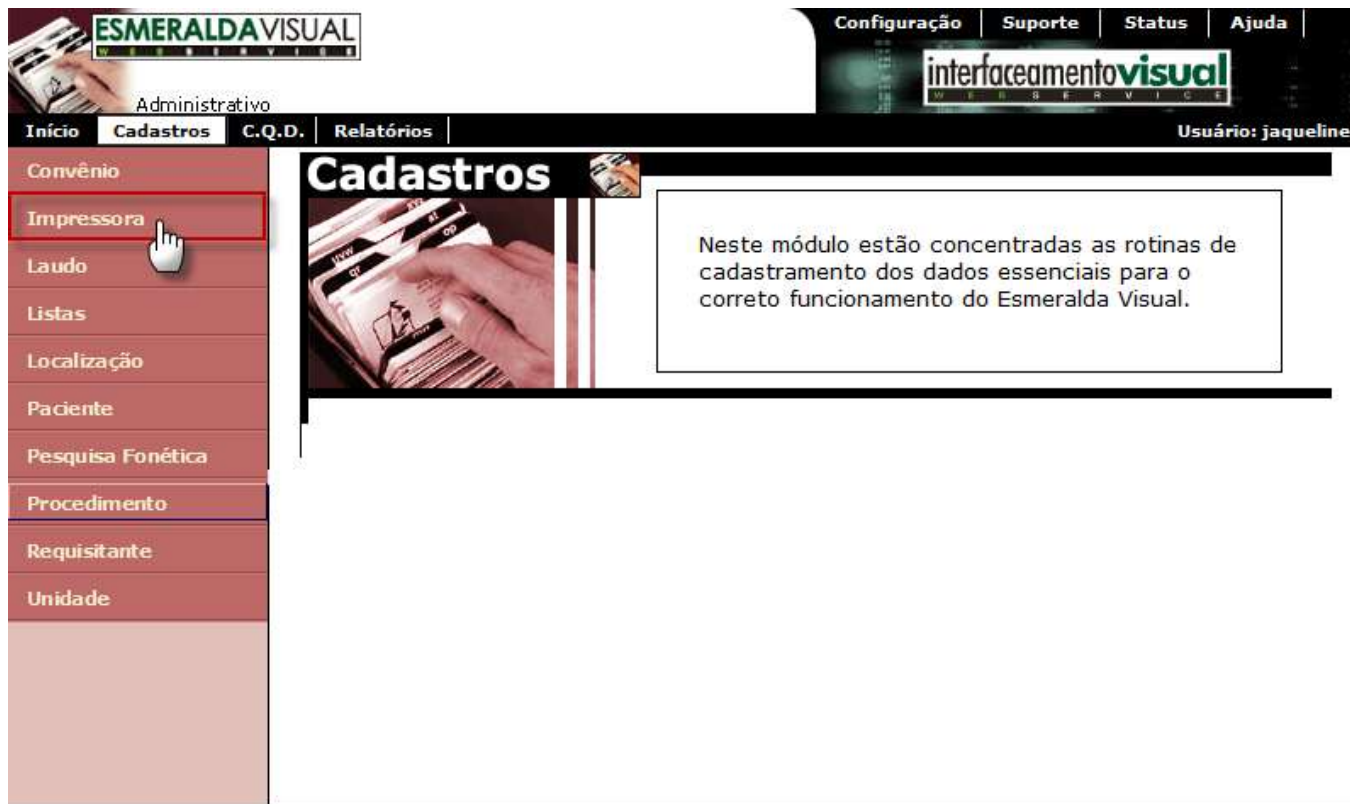 ESMERALDAVISUAL
WEBSERVICE
Administrativo
Configuração Suporte Status Ajuda
interfaceamentovisual
WEBSERVICE
Início Cadastros C.Q.D. Relatórios
Usuário: jaqueline
Convênio
Impressora
Laudo
Listas
Localização
Paciente
Pesquisa Fonética
Procedimento
Requisitante
Unidade
Cadastros
Neste módulo estão concentradas as rotinas de
cadastramento dos dados essenciais para o
correto funcionamento do Esmeralda Visual.